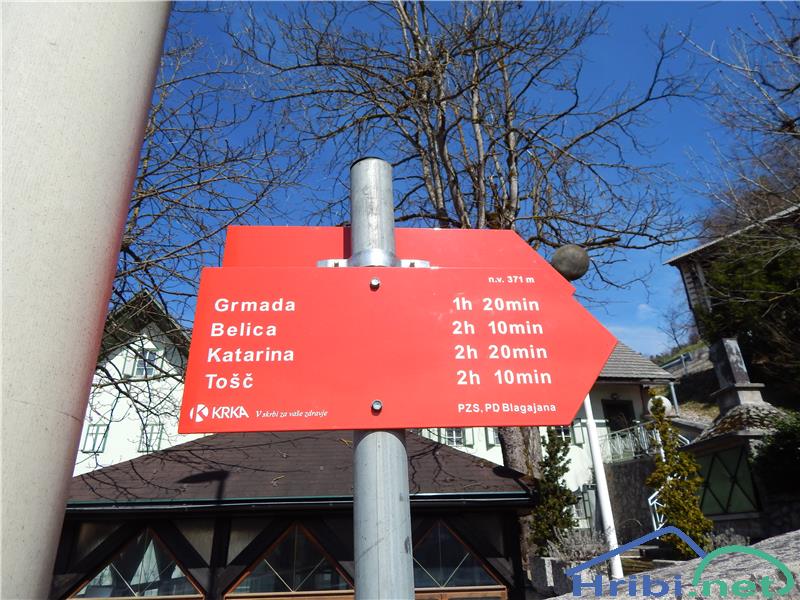 n.v. 371 m
Grmada 1h 20min
Belica 2h 10min
Katarina 2h 20min
Tošč 2h 10min
KRKA V skrbi za vaše zdravje PZS, PD Blagajana
Hribi.net